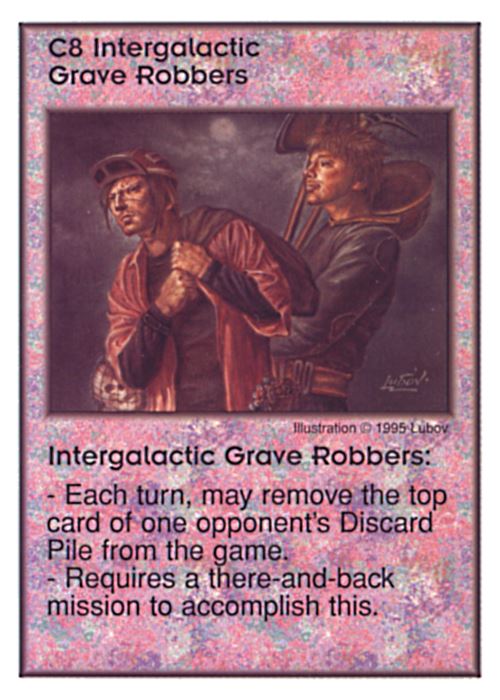 C8 Intergalactic
Grave Robbers
Lubov
Illustration © 1995 Lubov
Intergalactic Grave Robbers:
- Each turn, may remove the top
card of one opponent's Discard
Pile from the game.
- Requires a there-and-back
mission to accomplish this.